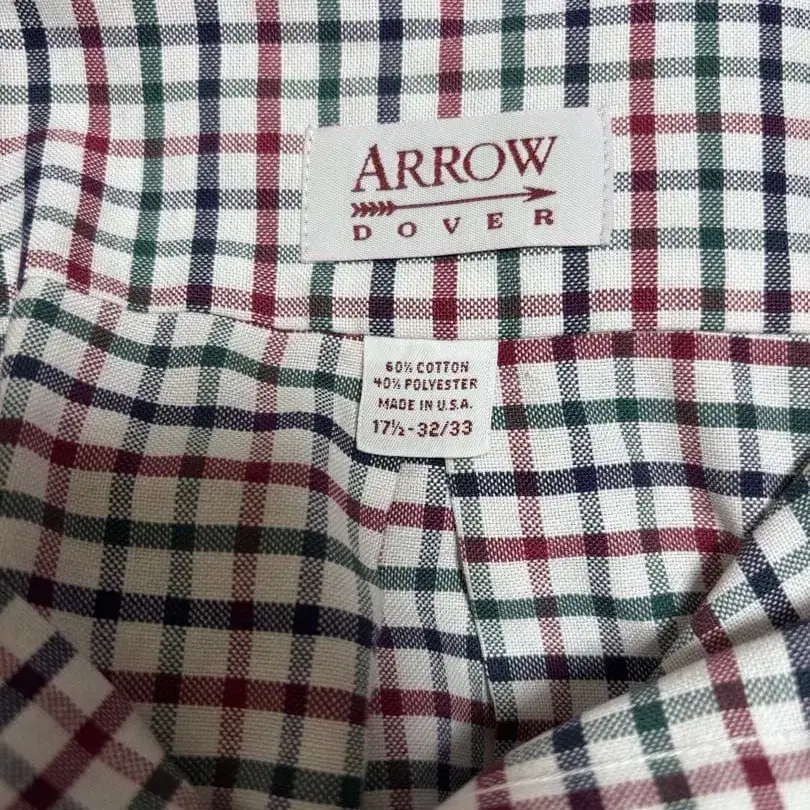 ARROW
DOVER
60% COTTON
40% POLYESTER
MADE IN U.S.A.
17½-32/33